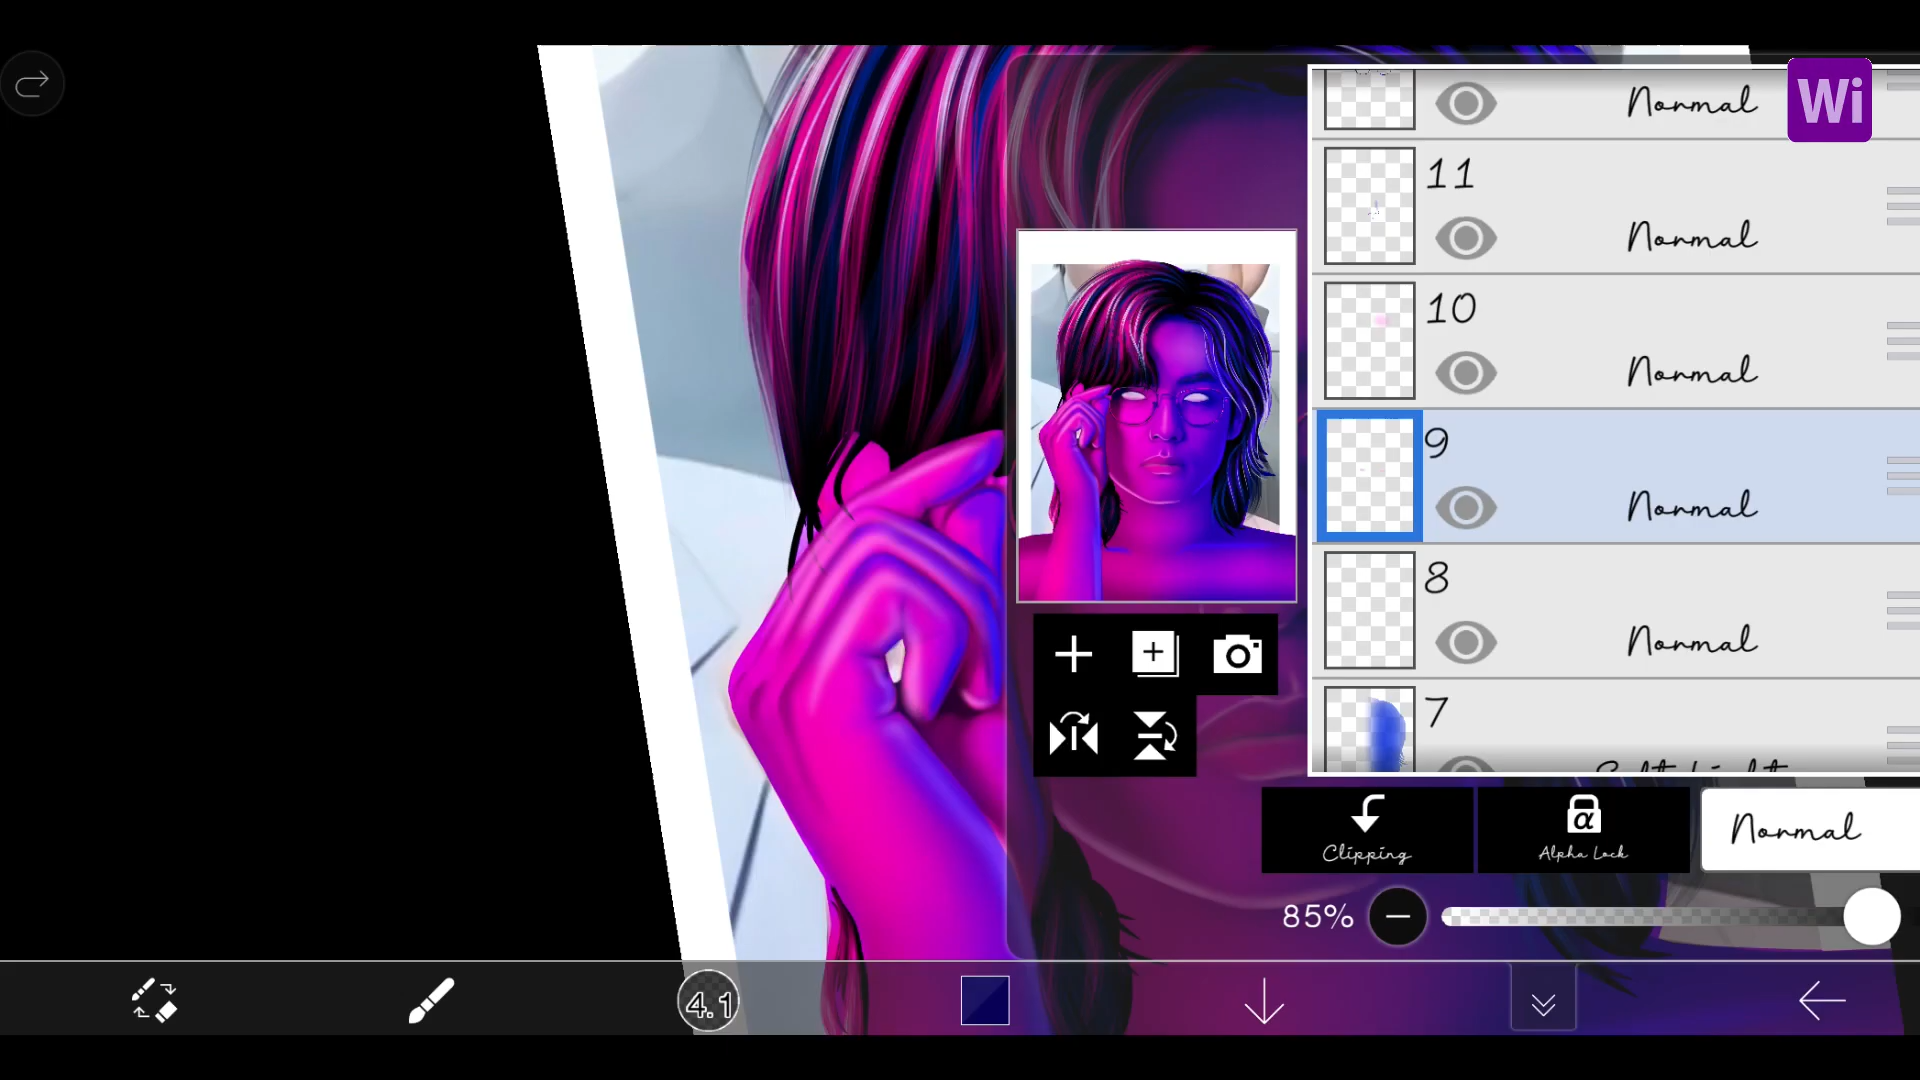 Normal
Wi
11
Normal
10
Normal
9
Normal
8
Normal
7
Clipping
Alpha Lock
Normal
85%
4.1